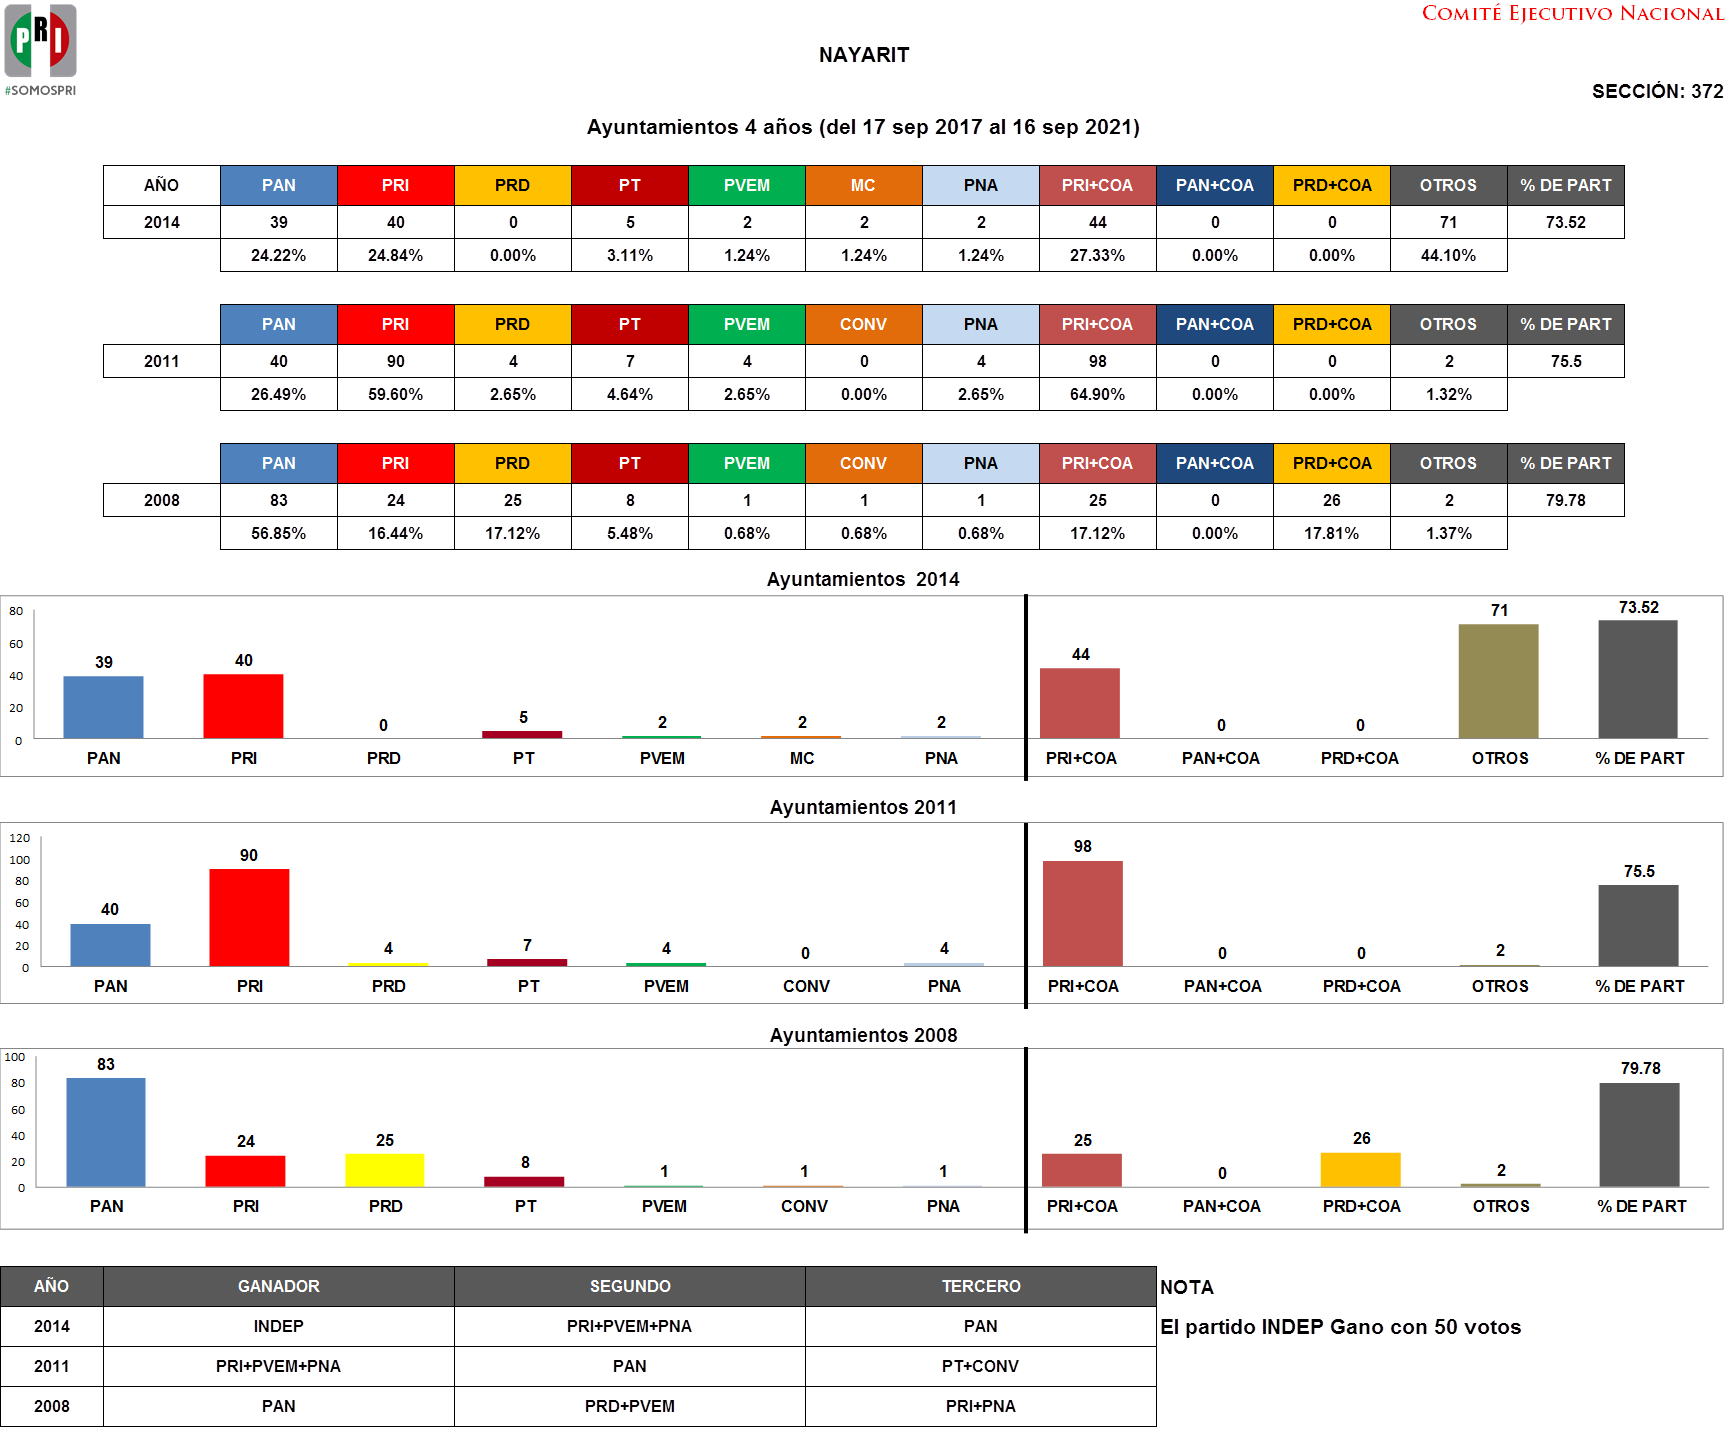 PRI
#SOMOSPRI
COMITÉ EJECUTIVO NACIONAL
NAYARIT
SECCIÓN: 372
Ayuntamientos 4 años (del 17 sep 2017 al 16 sep 2021)
AÑO PAN PRI PRD PT PVEM MC PNA PRI+COA PAN+COA PRD+COA OTROS % DE PART
2014 39 40 0 5 2 2 2 44 0 0 71 73.52
24.22% 24.84% 0.00% 3.11% 1.24% 1.24% 1.24% 27.33% 0.00% 0.00% 44.10%
PAN PRI PRD PT PVEM CONV PNA PRI+COA PAN+COA PRD+COA OTROS % DE PART
2011 40 90 4 7 4 0 4 98 0 0 2 75.5
26.49% 59.60% 2.65% 4.64% 2.65% 0.00% 2.65% 64.90% 0.00% 0.00% 1.32%
PAN PRI PRD PT PVEM CONV PNA PRI+COA PAN+COA PRD+COA OTROS % DE PART
2008 83 24 25 8 1 1 1 25 0 26 2 79.78
56.85% 16.44% 17.12% 5.48% 0.68% 0.68% 0.68% 17.12% 0.00% 17.81% 1.37%
Ayuntamientos 2014
80
60
40
20
0
39 40 0 5 2 2 2 44 0 0 71 73.52
PAN PRI PRD PT PVEM MC PNA PRI+COA PAN+COA PRD+COA OTROS % DE PART
Ayuntamientos 2011
120
100
80
60
40
20
0
40 90 4 7 4 0 4 98 0 0 2 75.5
PAN PRI PRD PT PVEM CONV PNA PRI+COA PAN+COA PRD+COA OTROS % DE PART
Ayuntamientos 2008
100
80
60
40
20
0
83 24 25 8 1 1 1 25 0 26 2 79.78
PAN PRI PRD PT PVEM CONV PNA PRI+COA PAN+COA PRD+COA OTROS % DE PART
AÑO GANADOR SEGUNDO TERCERO NOTA
2014 INDEP PRI+PVEM+PNA PAN El partido INDEP Gano con 50 votos
2011 PRI+PVEM+PNA PAN PT+CONV
2008 PAN PRD+PVEM PRI+PNA